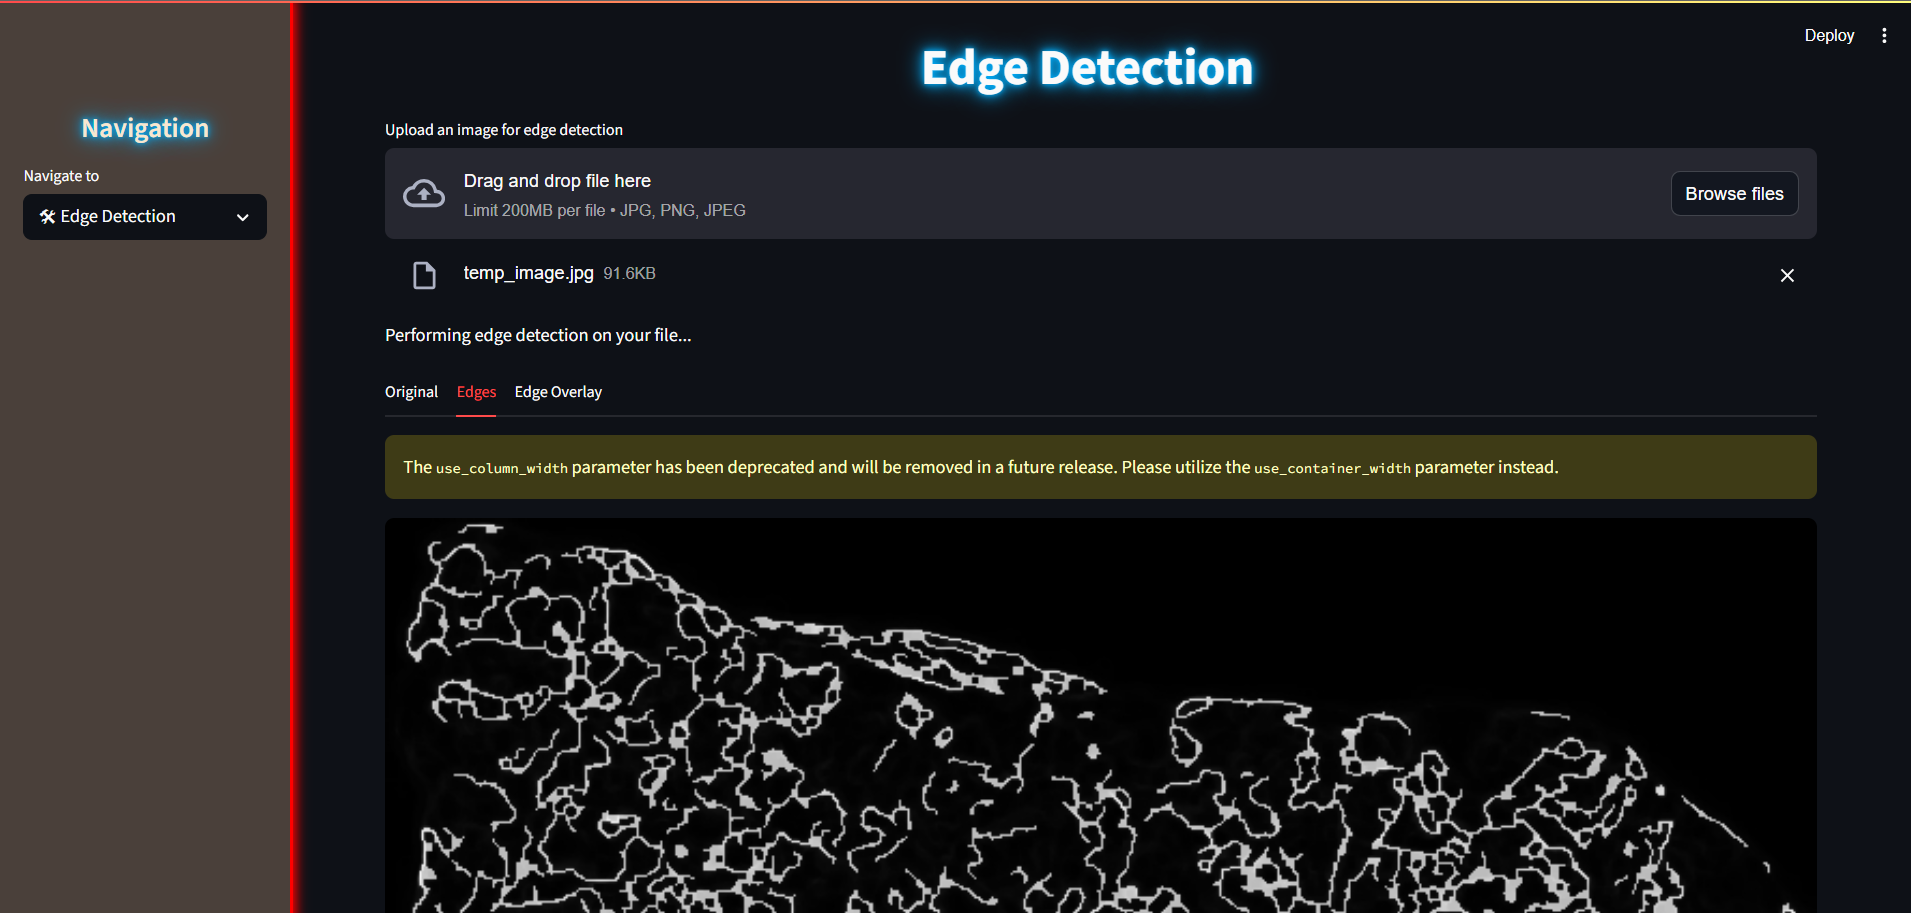 Deploy
Edge Detection
Navigation
Navigate to
🛠 Edge Detection
Upload an image for edge detection
Drag and drop file here
Limit 200MB per file • JPG, PNG, JPEG
Browse files
temp_image.jpg 91.6KB
Performing edge detection on your file...
Original Edges Edge Overlay
The use_column_width parameter has been deprecated and will be removed in a future release. Please utilize the use_container_width parameter instead.